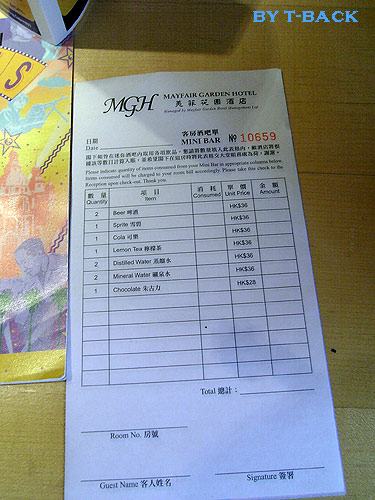 BY T-BACK
S
MGH
MAYFAIR GARDEN HOTEL
美菲花園酒店
Managed by Mayfair Garden Hotel Management Ltd.
客房酒吧單
MINI BAR
№ 10659
日期
Date
Please indicate quantity of items consumed from your Mini Bar in appropriate columns below.
Items consumed will be charged to your room bill accordingly. Please take this check to the
Reception upon check-out. Thank you.
數量 項目 消耗 單價 金額
Quantity Item Consumed Unit Price Amount
2 Beer 啤酒 HK$36
1 Sprite 雪碧 HK$36
1 Cola 可樂 HK$36
1 Lemon Tea 檸檬茶 HK$36
2 Distilled Water 蒸餾水 HK$36
2 Mineral Water 礦泉水 HK$36
1 Chocolate 朱古力 HK$28
Total 總計：
Room No. 房號
Guest Name 客人姓名
Signature 簽署